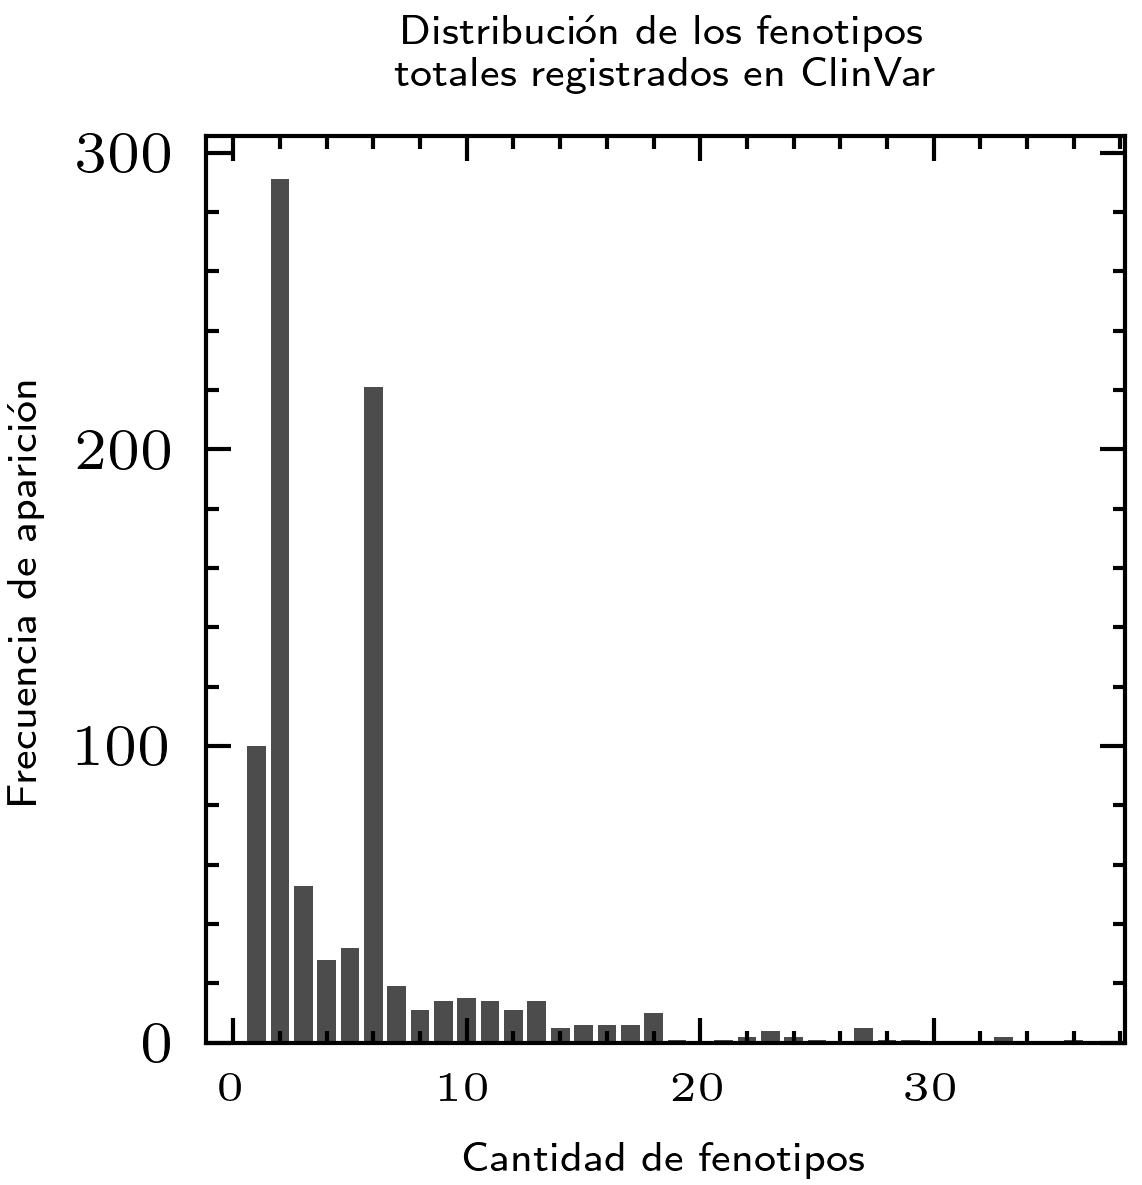 Distribución de los fenotipos
totales registrados en ClinVar
300
200
100
0
Frecuencia de aparición
0 10 20 30
Cantidad de fenotipos